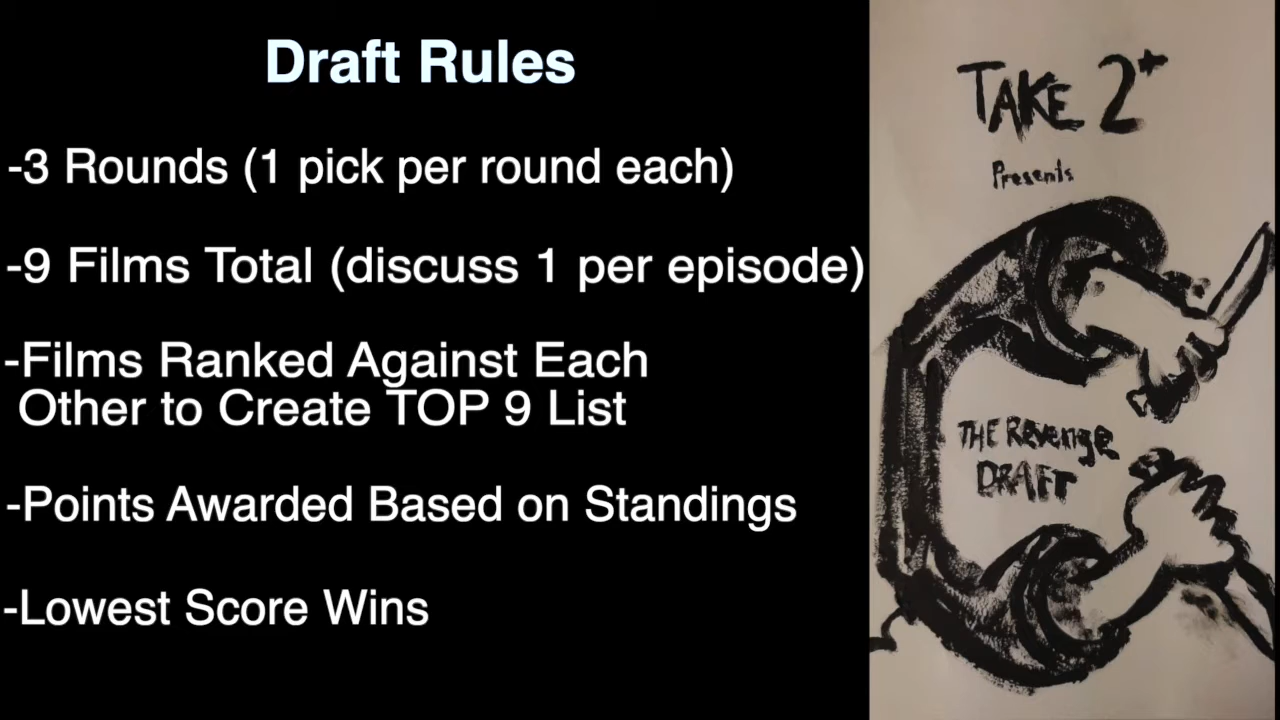 Draft Rules
-3 Rounds (1 pick per round each)
-9 Films Total (discuss 1 per episode)
-Films Ranked Against Each
Other to Create TOP 9 List
-Points Awarded Based on Standings
-Lowest Score Wins
TAKE 2+
Presents
THE Revenge
DRAFT